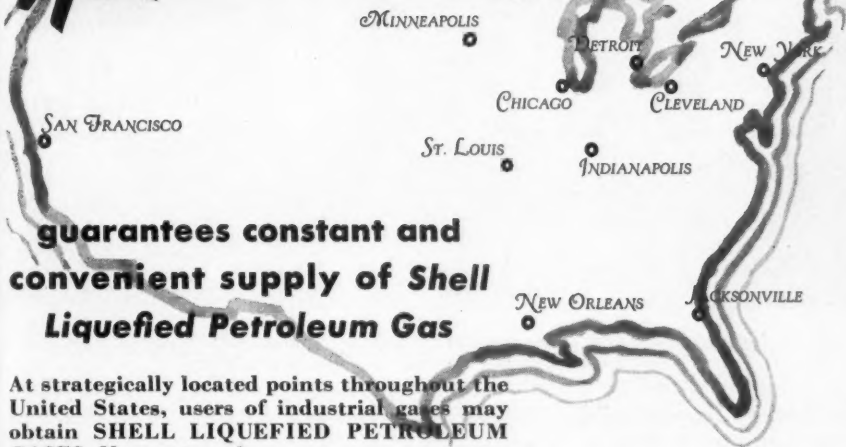 MINNEAPOLIS
DETROIT
NEW YORK
CHICAGO
CLEVELAND
SAN FRANCISCO
ST. LOUIS
INDIANAPOLIS
guarantees constant and
convenient supply of Shell
Liquefied Petroleum Gas
NEW ORLEANS
JACKSONVILLE
At strategically located points throughout the
United States, users of industrial gases may
obtain SHELL LIQUEFIED PETROLEUM